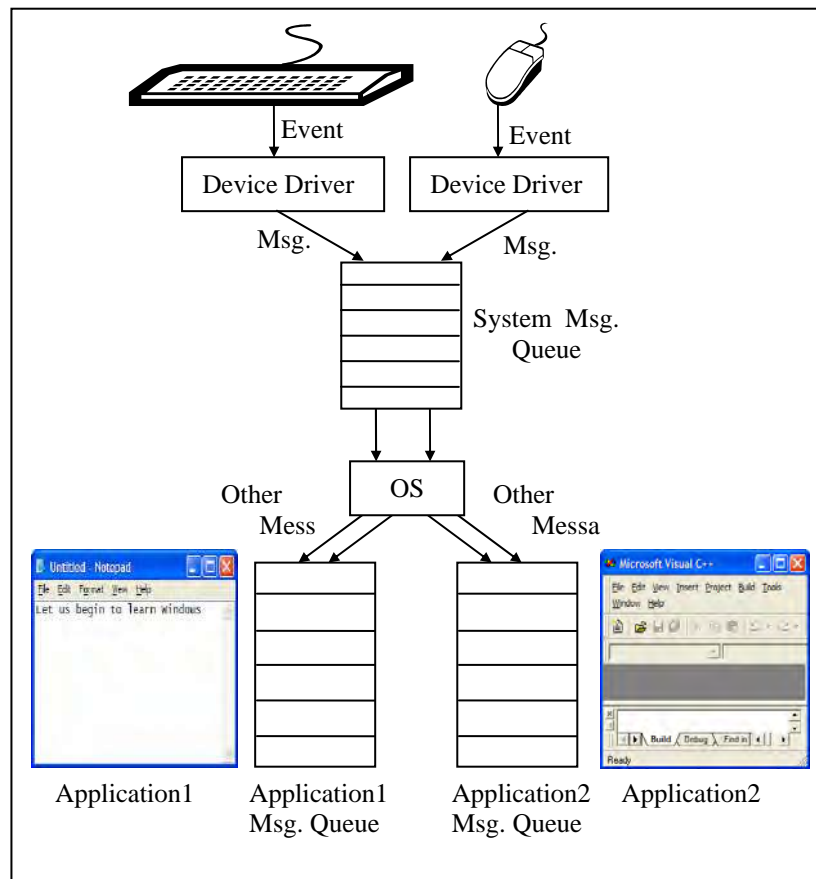 Event
Event
Device Driver
Device Driver
Msg.
Msg.
System Msg.
Queue
OS
Other
Mess
Other
Messa
Untitled - Notepad
File Edit Format View Help
Let us begin to learn Windows
Microsoft Visual C++
File Edit View Insert Project Build Tools
Window Help
Build Debug Find in
Ready
Application1
Application1
Msg. Queue
Application2
Msg. Queue
Application2